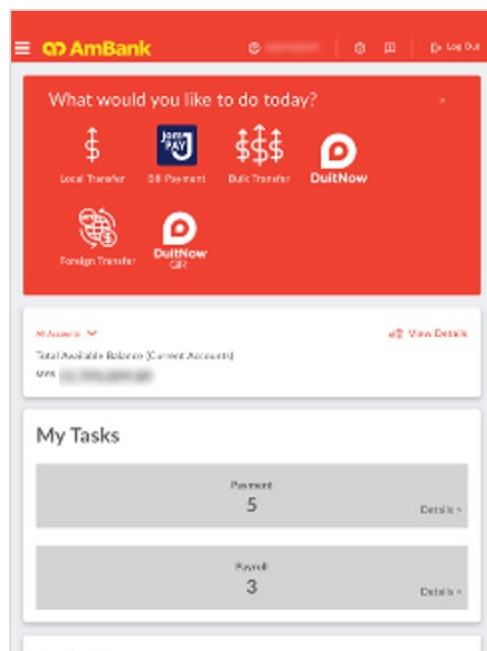 AmBank
Log Out
What would you like to do today?
Local Transfer
JomPAY
Bill Payment
Bulk Transfer
DuitNow
Foreign Transfer
DuitNow
QR
All Accounts
View Details
Total Available Balance (Current Accounts)
MYR
My Tasks
Payment
5
Details >
Payroll
3
Details >